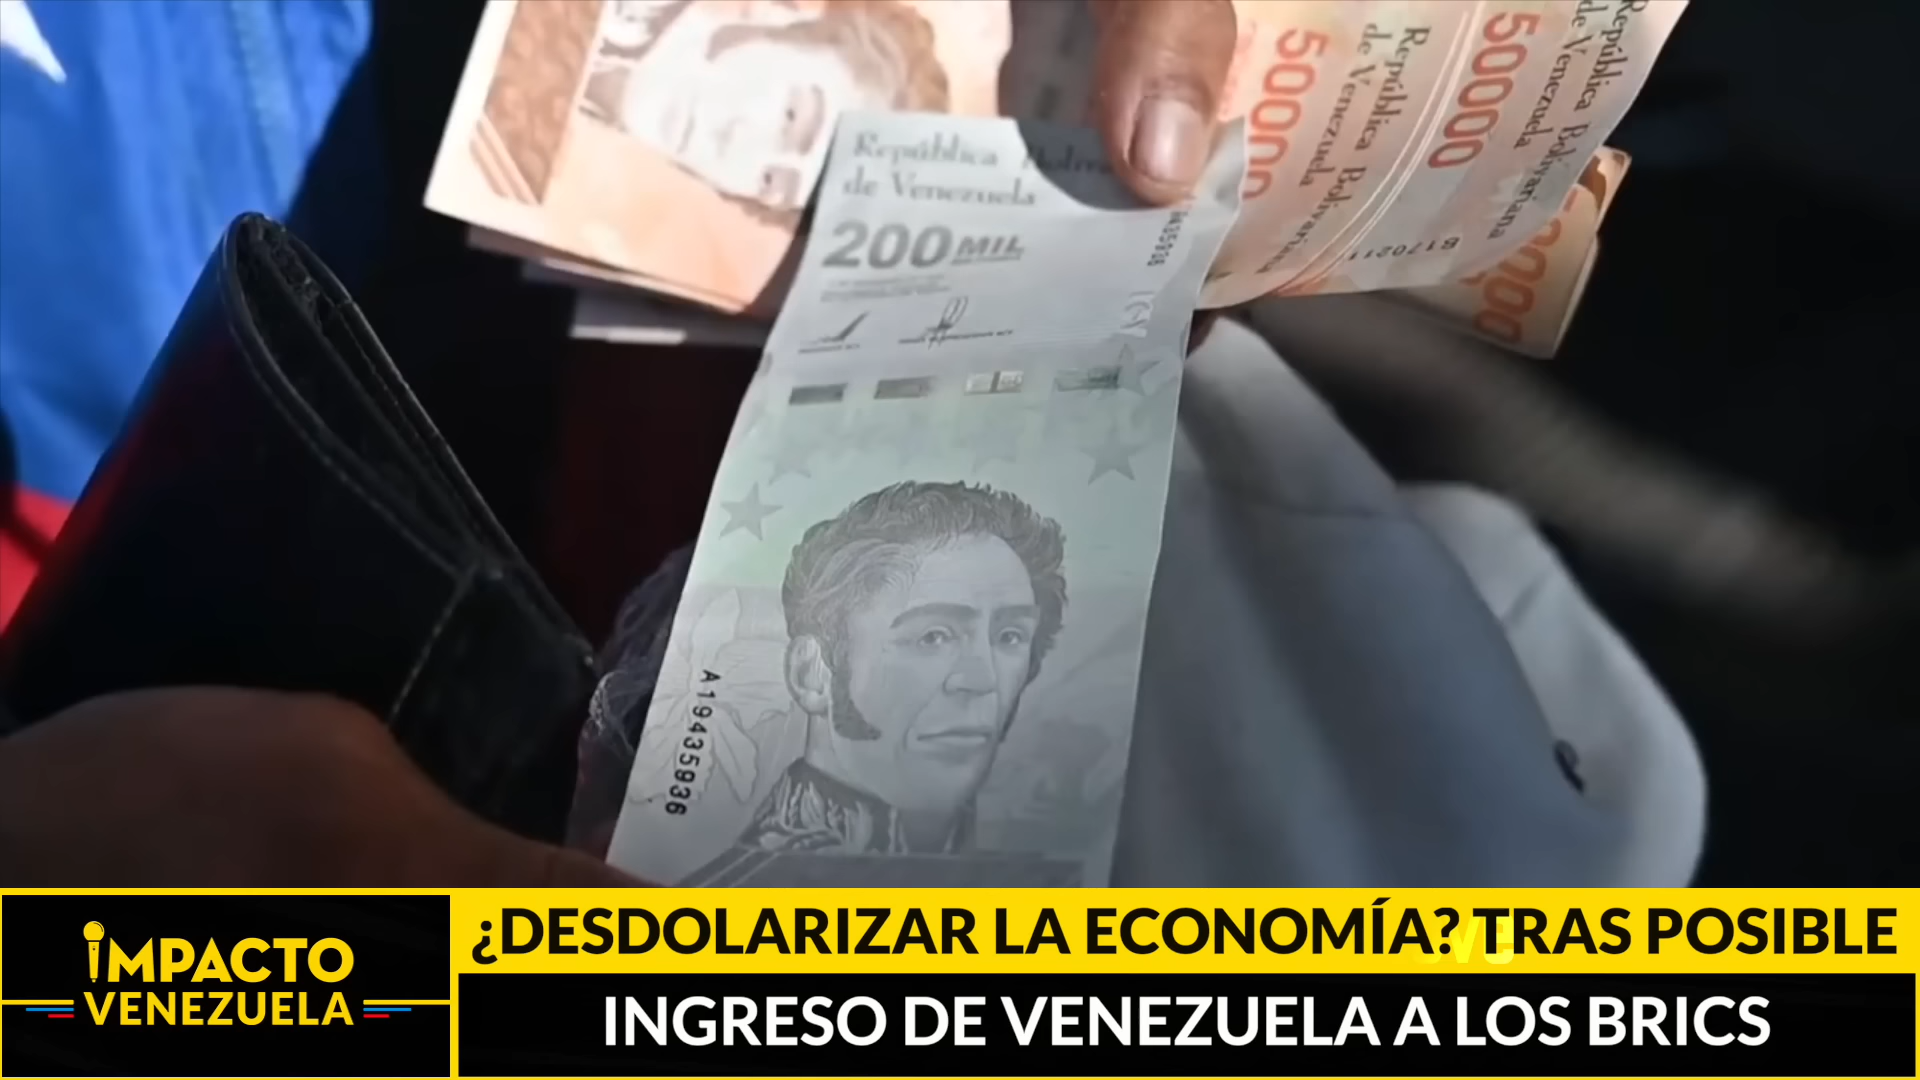 República Boliv
de Venezuela
200 MIL
A19435936
50000
República Bolivariana
de Venezuela
50000
República Bolivariana
de Venezuela
IMPACTO
VENEZUELA
¿DESDOLARIZAR LA ECONOMÍA? TRAS POSIBLE
INGRESO DE VENEZUELA A LOS BRICS